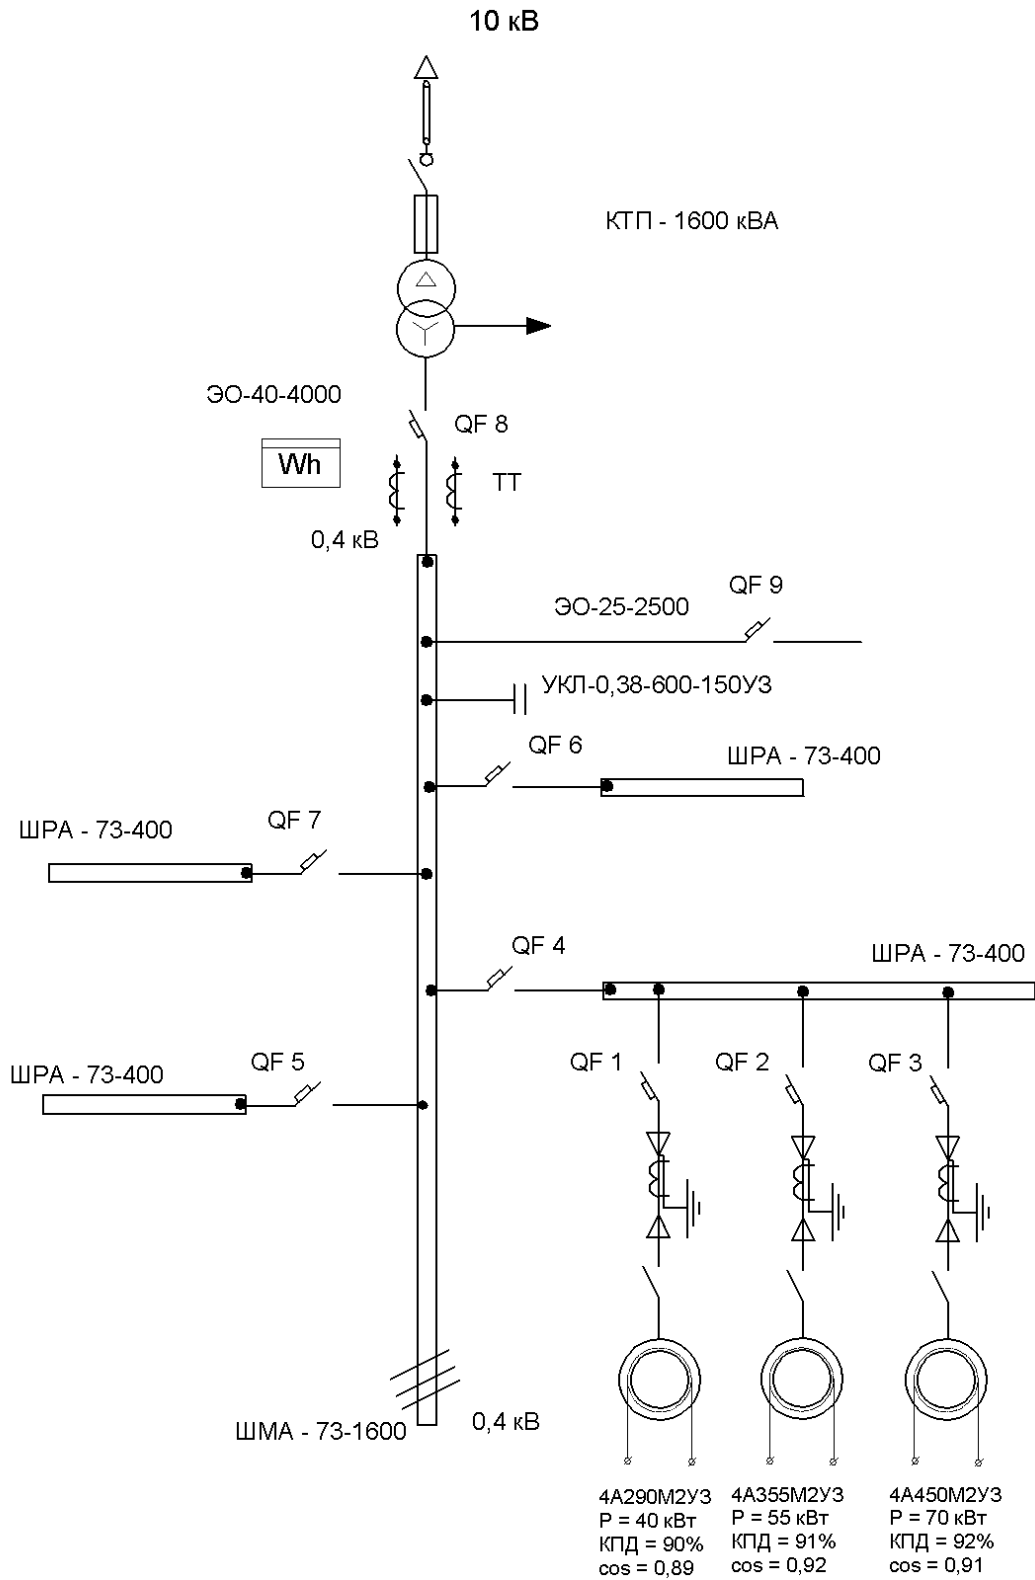 10 кВ
КТП - 1600 кВА
ЭО-40-4000
QF 8
Wh
ТТ
0,4 кВ
QF 9
ЭО-25-2500
УКЛ-0,38-600-150УЗ
QF 6
ШРА - 73-400
QF 7
ШРА - 73-400
QF 4
ШРА - 73-400
QF 5
ШРА - 73-400
QF 1
QF 2
QF 3
ШМА - 73-1600
0,4 кВ
4А290М2УЗ
Р = 40 кВт
КПД = 90%
cos = 0,89
4А355М2УЗ
Р = 55 кВт
КПД = 91%
cos = 0,92
4А450М2УЗ
Р = 70 кВт
КПД = 92%
cos = 0,91